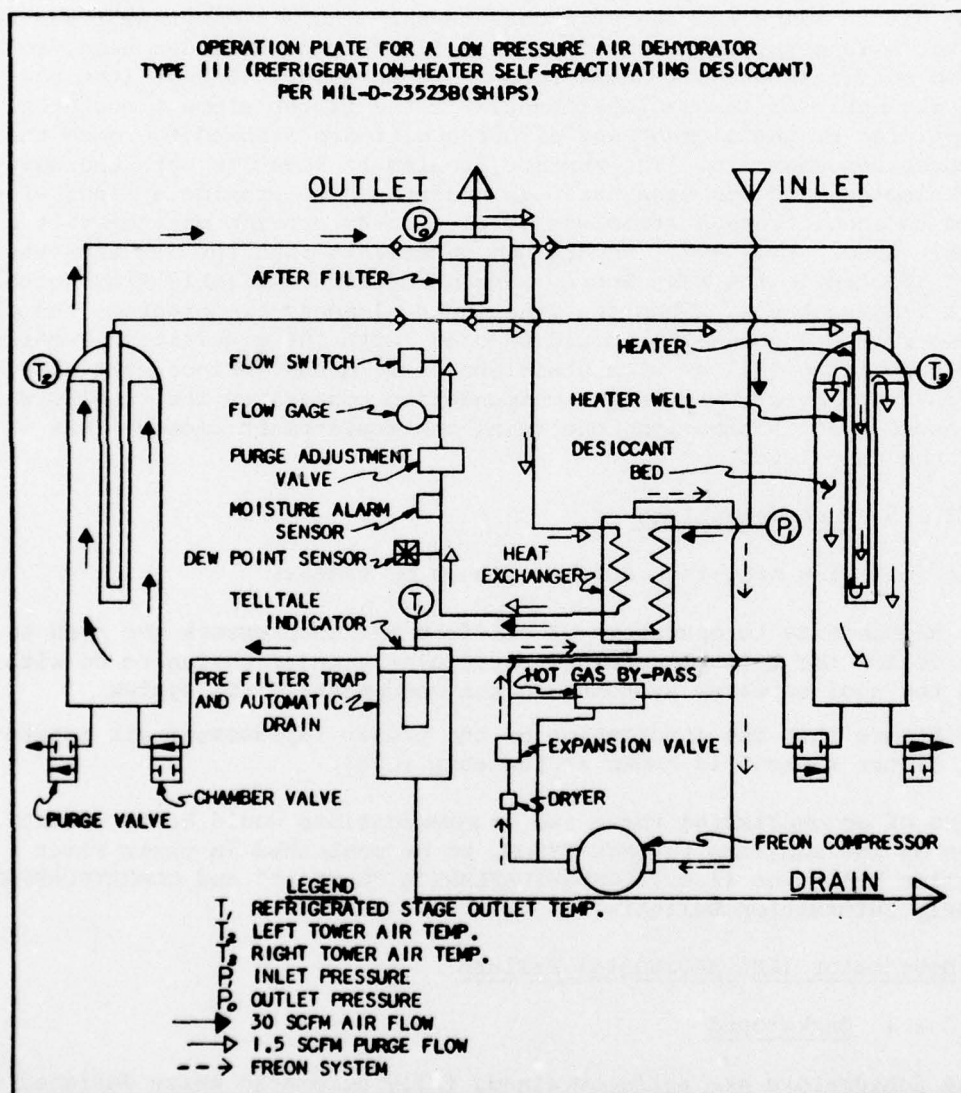 OPERATION PLATE FOR A LOW PRESSURE AIR DEHYDRATOR
TYPE III (REFRIGERATION-HEATER SELF-REACTIVATING DESICCANT)
PER MIL-D-23523B(SHIPS)
OUTLET
INLET
P₀
AFTER FILTER
T₂
FLOW SWITCH
HEATER
T₃
FLOW GAGE
HEATER WELL
PURGE ADJUSTMENT
VALVE
DESICCANT
BED
MOISTURE ALARM
SENSOR
P₁
DEW POINT SENSOR
HEAT
EXCHANGER
T₁
TELLTALE
INDICATOR
PRE FILTER TRAP
AND AUTOMATIC
DRAIN
HOT GAS BY-PASS
EXPANSION VALVE
DRYER
CHAMBER VALVE
PURGE VALVE
FREON COMPRESSOR
DRAIN
LEGEND
T₁ REFRIGERATED STAGE OUTLET TEMP.
T₂ LEFT TOWER AIR TEMP.
T₃ RIGHT TOWER AIR TEMP.
P₁ INLET PRESSURE
P₀ OUTLET PRESSURE
30 SCFM AIR FLOW
1.5 SCFM PURGE FLOW
FREON SYSTEM